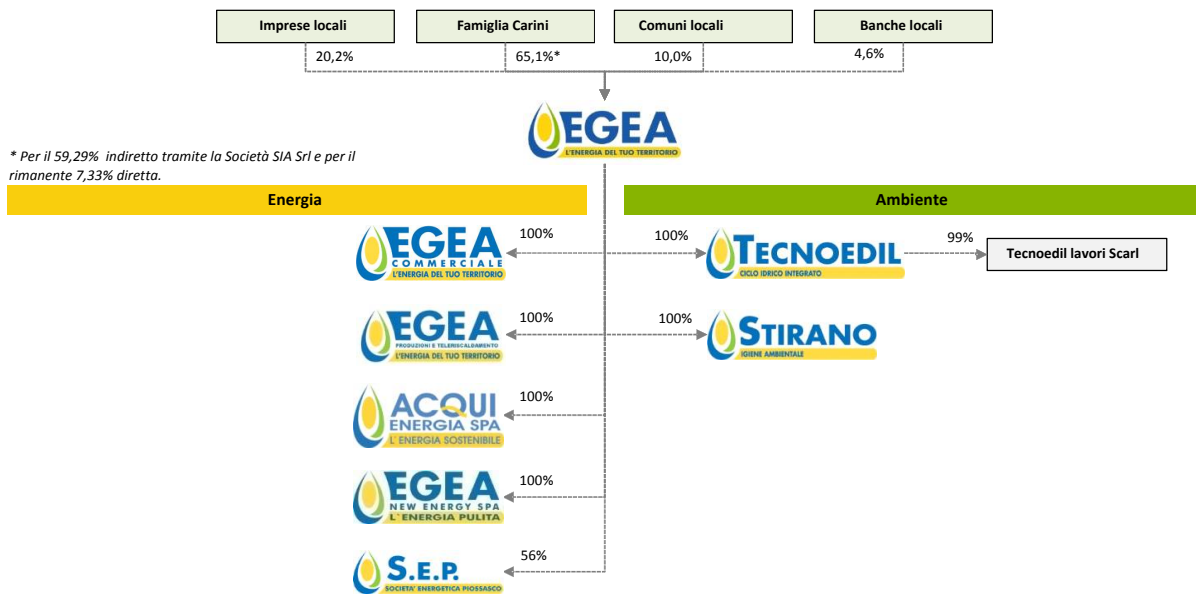 Imprese locali
Famiglia Carini
Comuni locali
Banche locali
20,2%
65,1%*
10,0%
4,6%
EGEA
L'ENERGIA DEL TUO TERRITORIO
* Per il 59,29% indiretto tramite la Società SIA Srl e per il
rimanente 7,33% diretta.
Energia
Ambiente
EGEA
COMMERCIALE
L'ENERGIA DEL TUO TERRITORIO
100%
100%
TECNOEDIL
CICLO IDRICO INTEGRATO
99%
Tecnoedil lavori Scarl
EGEA
PRODUZIONI E TELERISCALDAMENTO
L'ENERGIA DEL TUO TERRITORIO
100%
100%
STIRANO
IGIENE AMBIENTALE
ACQUI
ENERGIA SPA
L'ENERGIA SOSTENIBILE
100%
EGEA
NEW ENERGY SPA
L'ENERGIA PULITA
100%
S.E.P.
SOCIETA' ENERGETICA PIOSSASCO
56%